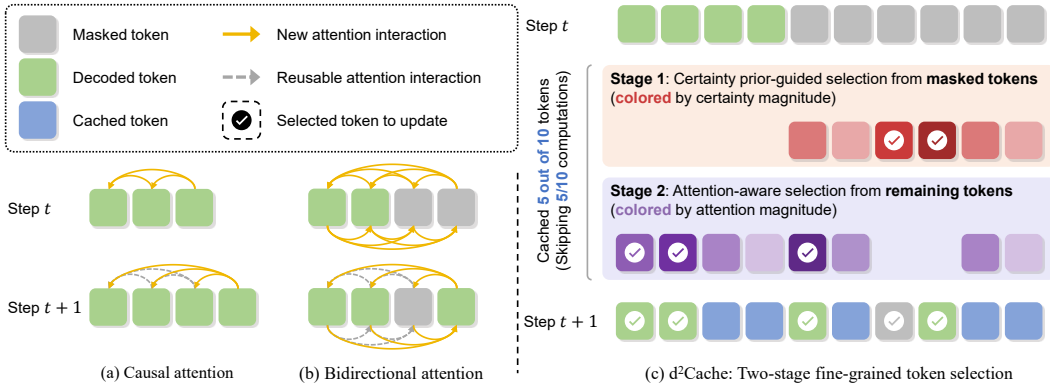 Masked token
New attention interaction
Decoded token
Reusable attention interaction
Cached token
Selected token to update
Step t
Step t + 1
(a) Causal attention
(b) Bidirectional attention
Step t
Cached 5 out of 10 tokens
(Skipping 5/10 computations)
Stage 1: Certainty prior-guided selection from masked tokens
(colored by certainty magnitude)
Stage 2: Attention-aware selection from remaining tokens
(colored by attention magnitude)
Step t + 1
(c) d²Cache: Two-stage fine-grained token selection